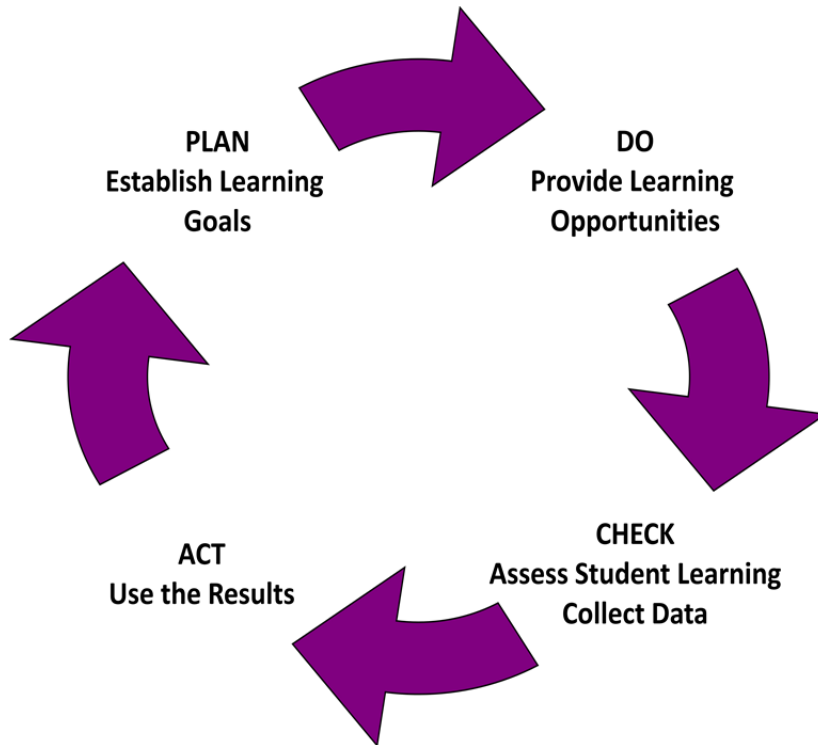 PLAN
Establish Learning
Goals
DO
Provide Learning
Opportunities
CHECK
Assess Student Learning
Collect Data
ACT
Use the Results